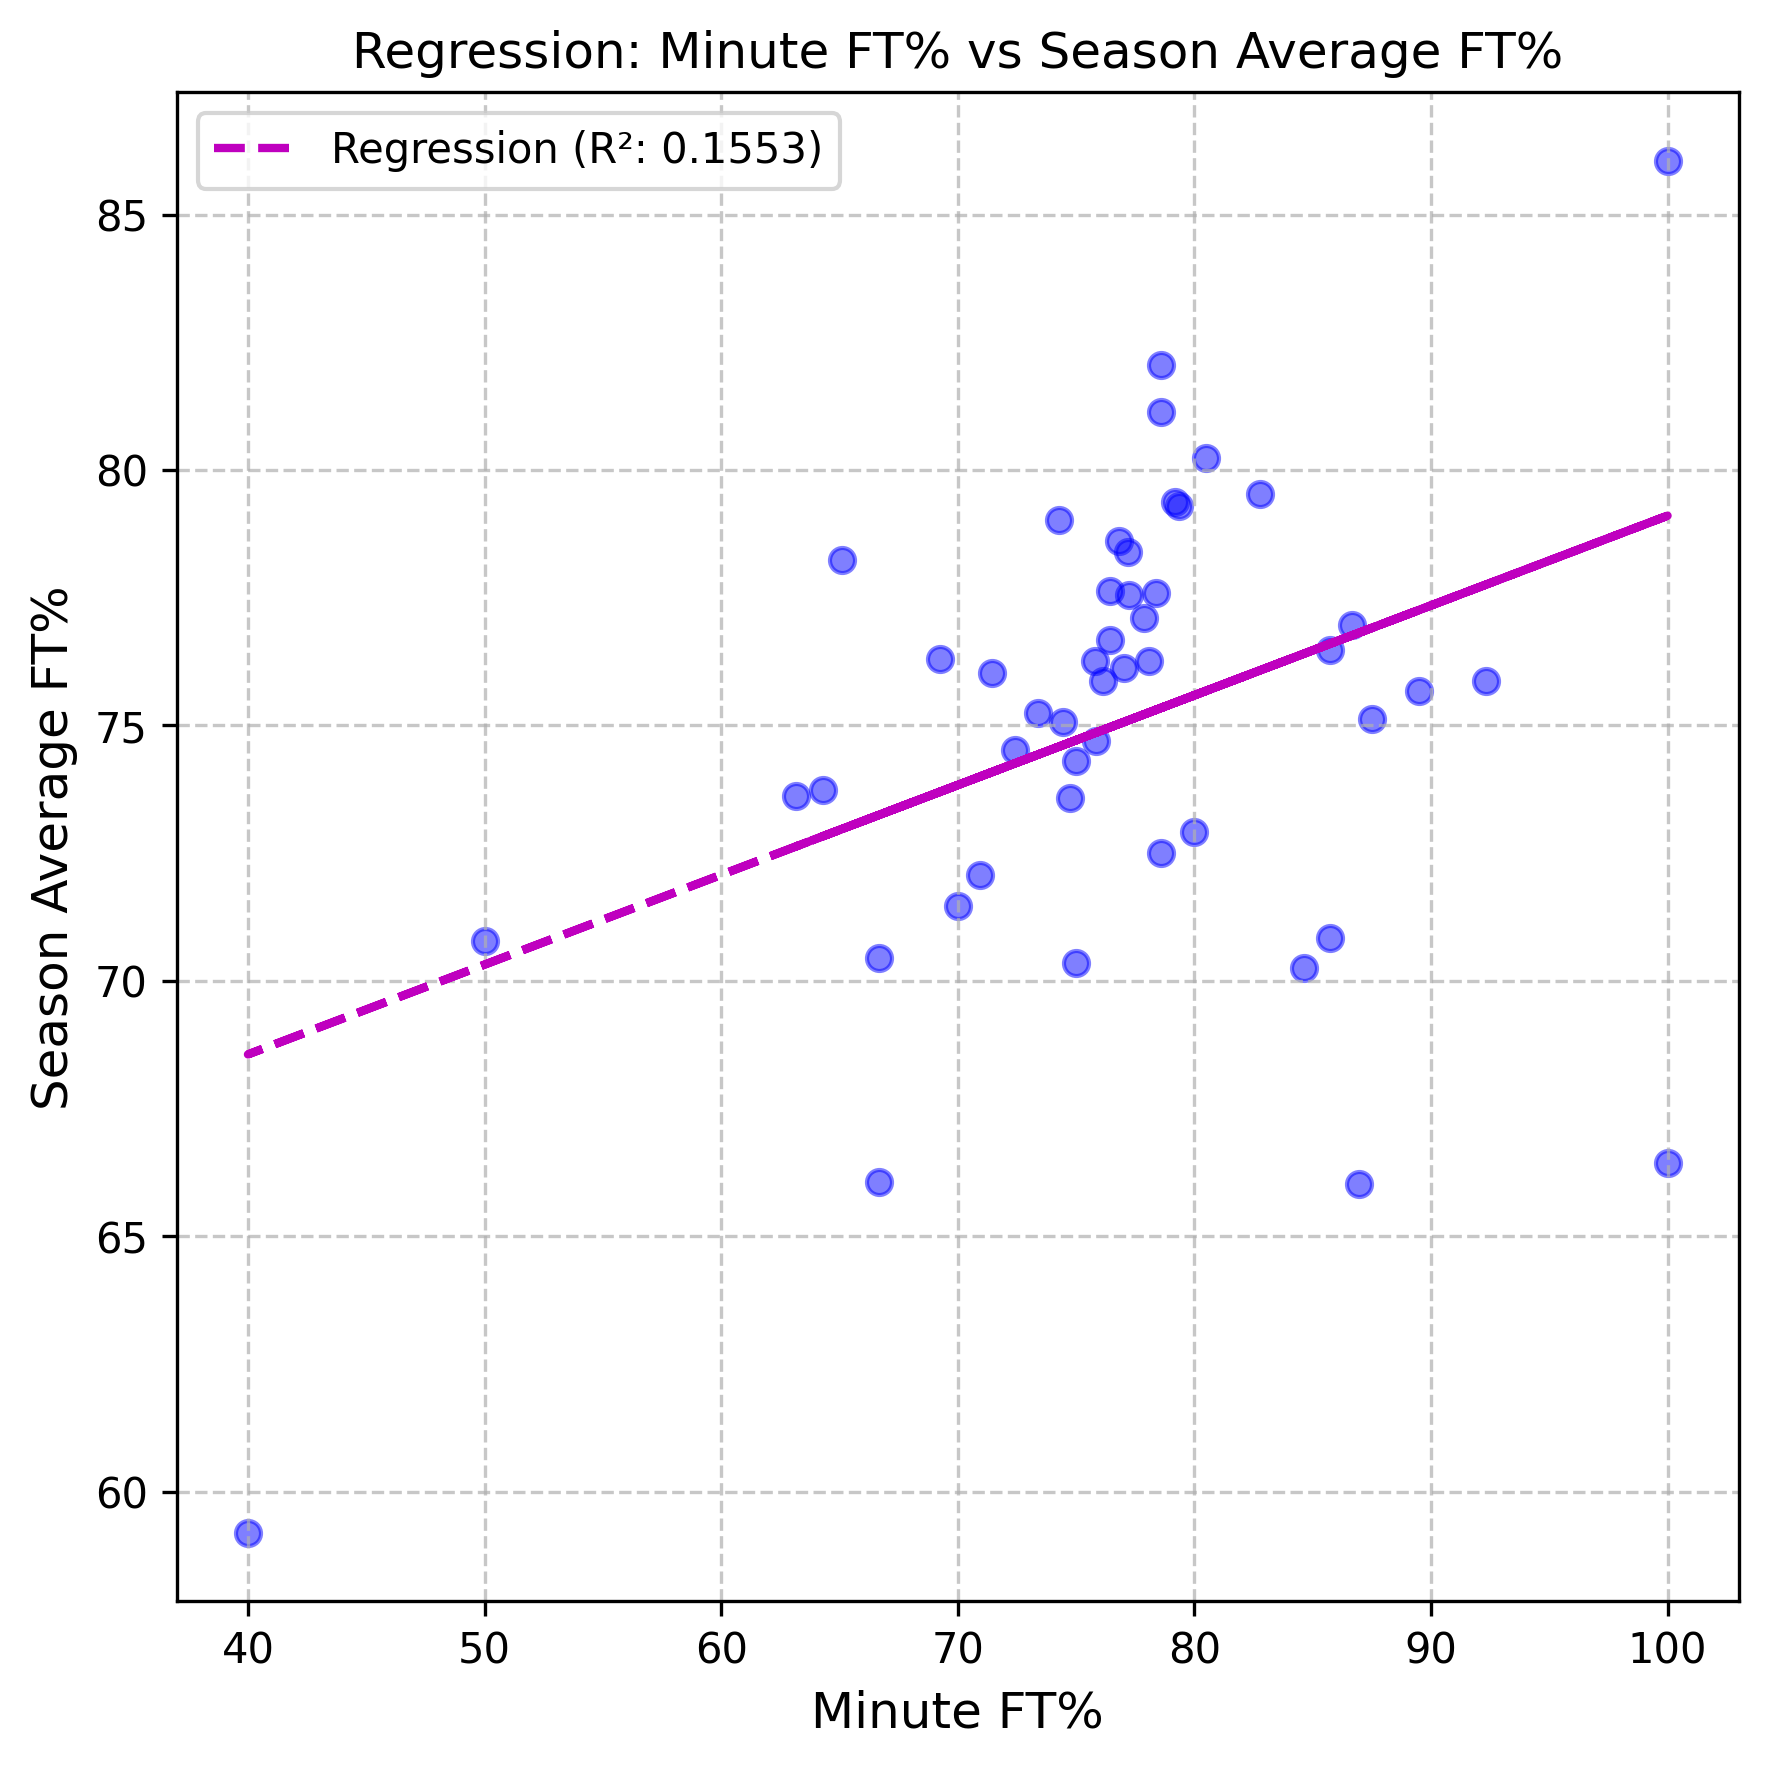 Regression: Minute FT% vs Season Average FT%
Regression (R²: 0.1553)
85
80
75
70
65
60
Season Average FT%
40 50 60 70 80 90 100
Minute FT%